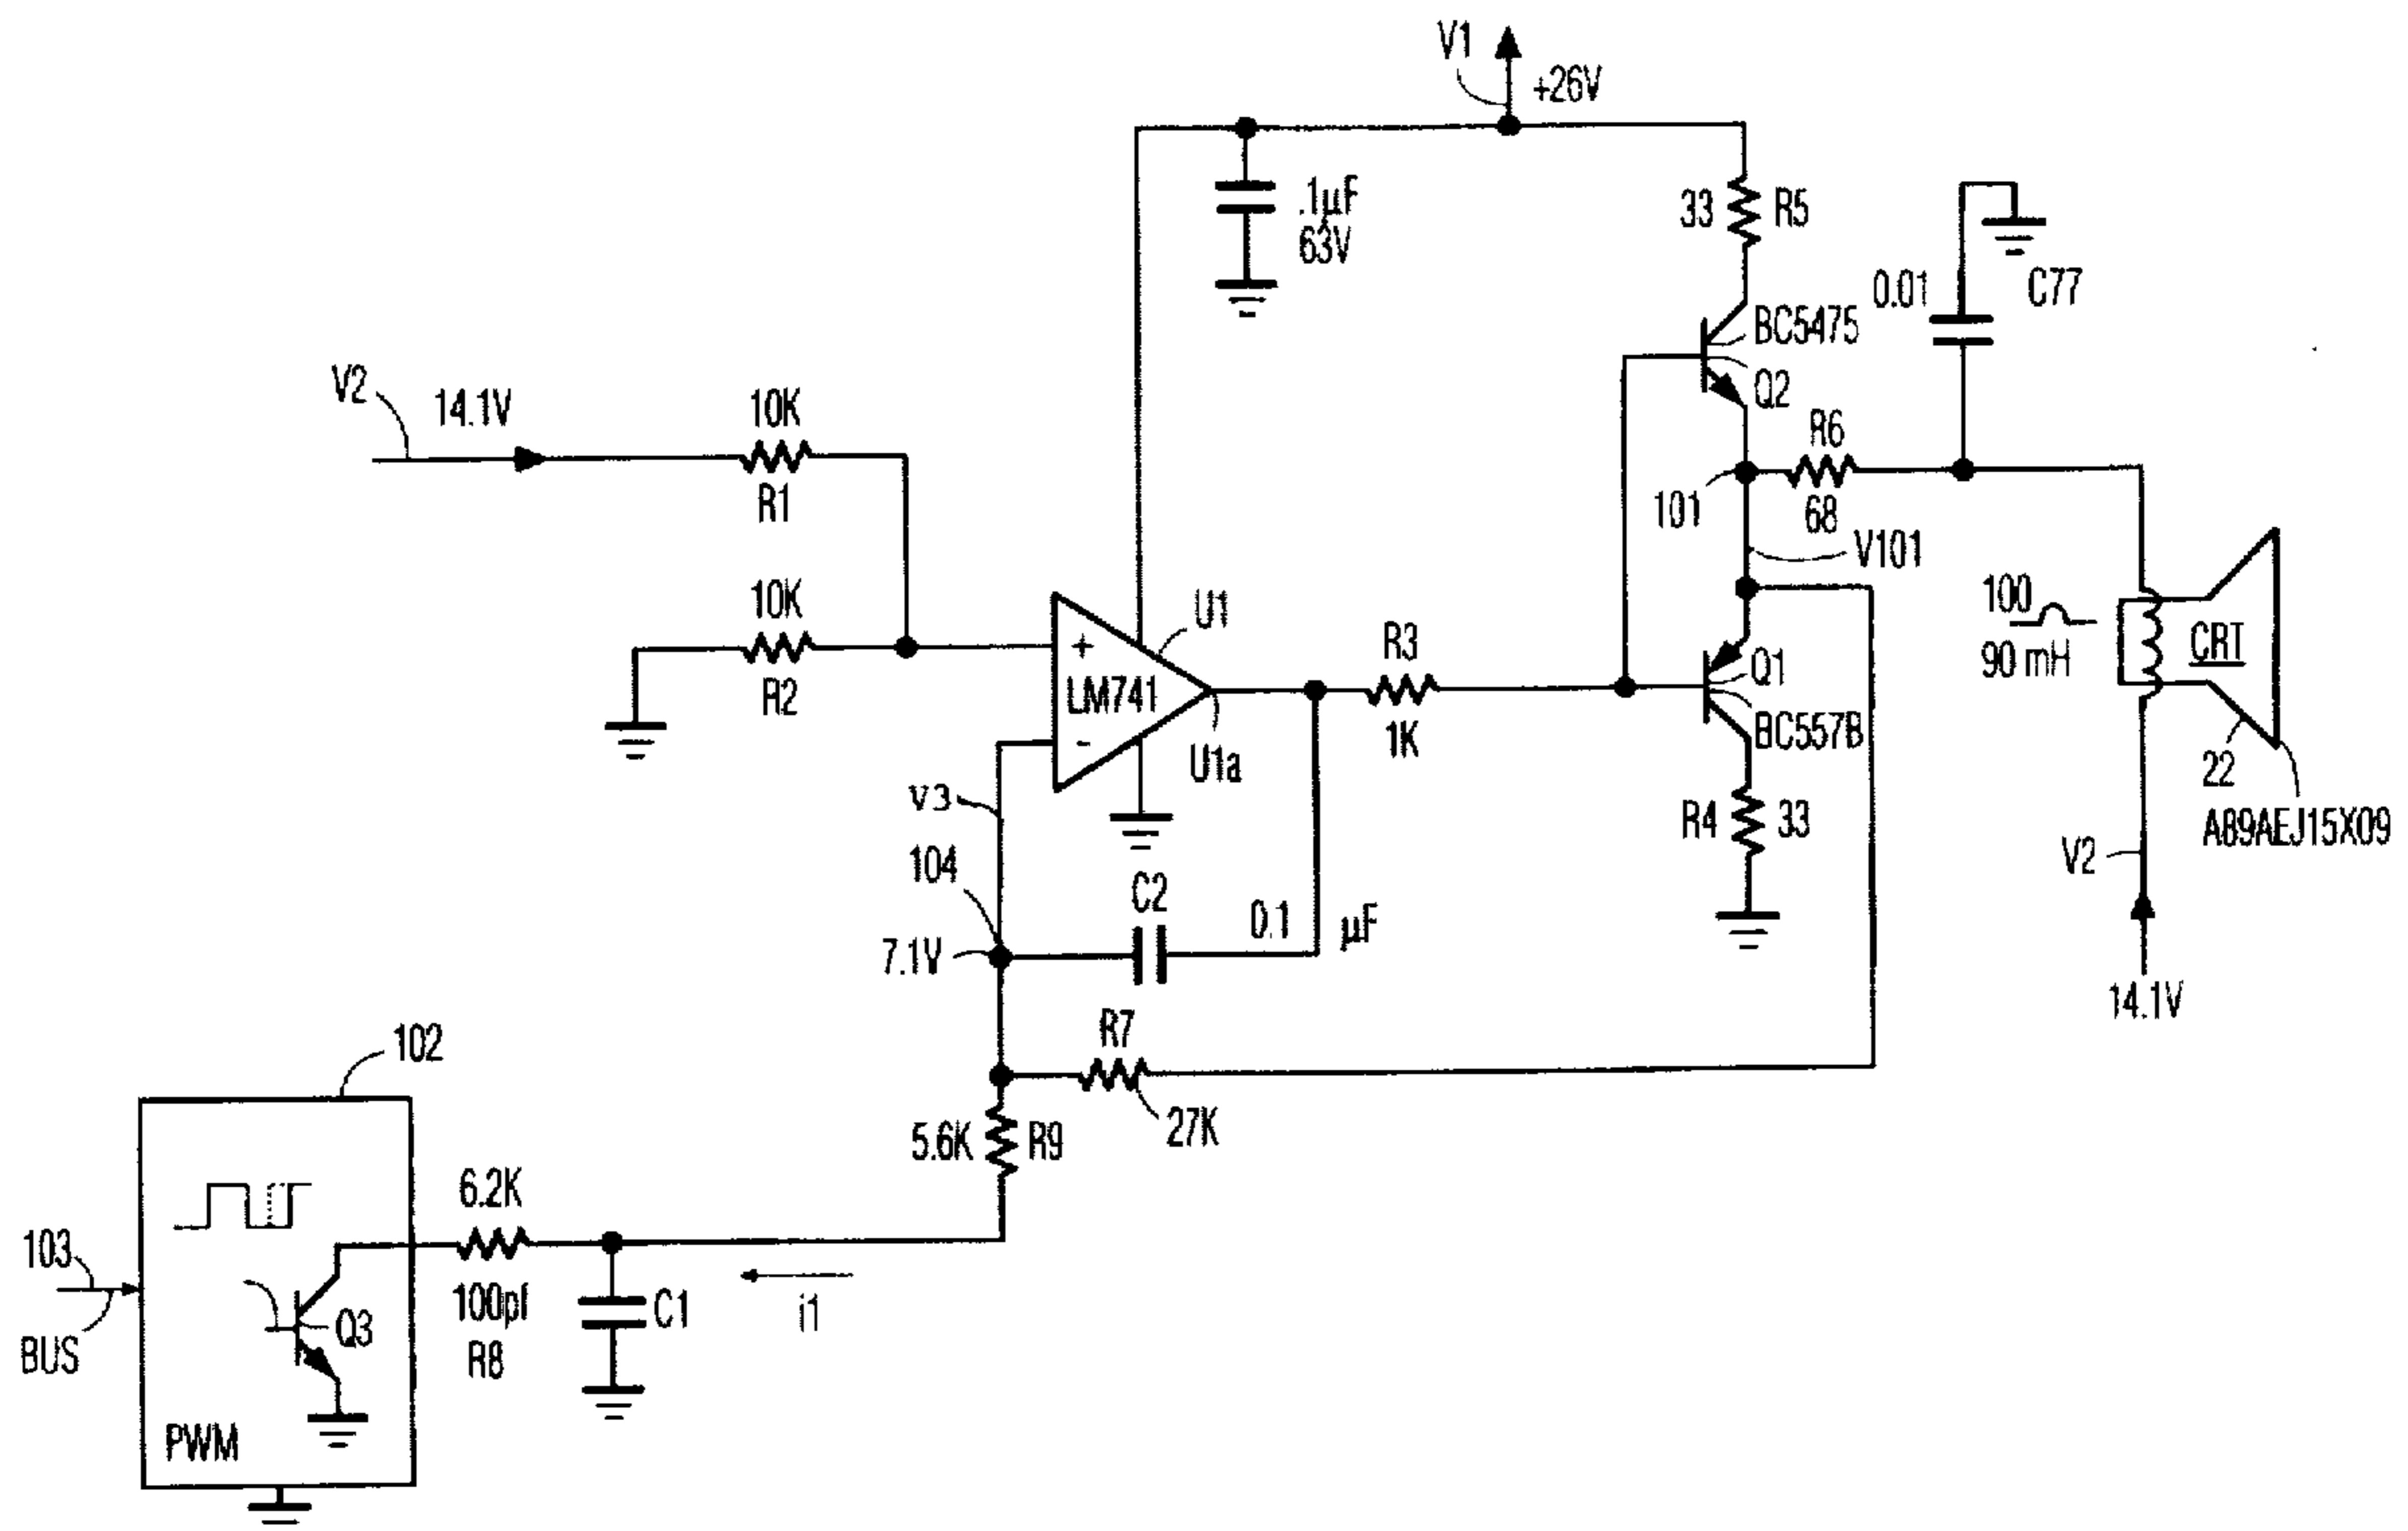 V1
+26V
.1µF
63V
33
R5
0.01
C77
BC5475
Q2
V2
14.1V
10K
R1
R6
101
68
V101
10K
R2
+
LM741
-
U1
U1a
R3
1K
Q1
BC557B
100
90 mH
CRT
22
A89AEJ15X09
R4
33
V2
14.1V
V3
104
7.1V
C2
0.1
µF
R7
27K
5.6K
R9
102
6.2K
100pf
R8
103
BUS
Q3
PWM
C1
i1